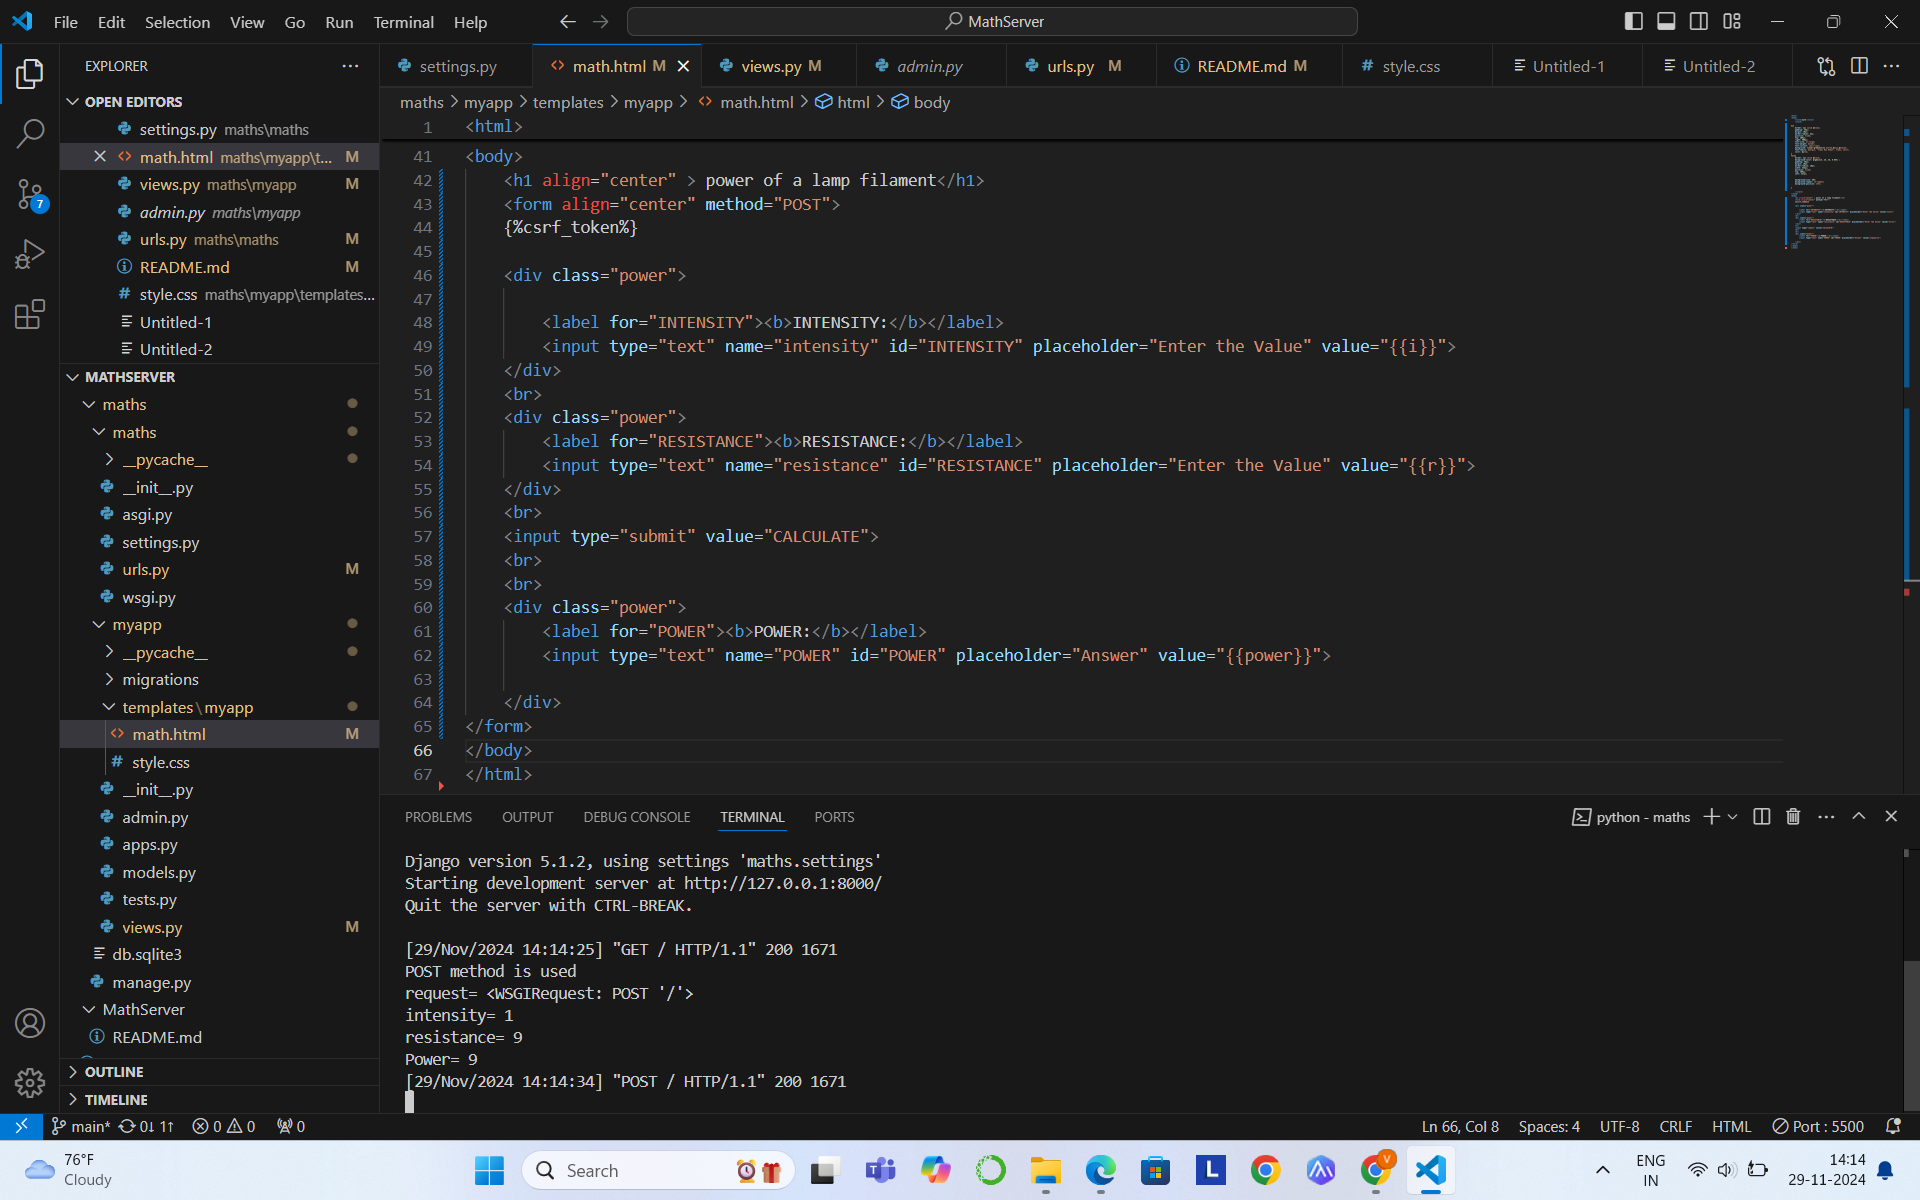 File Edit Selection View Go Run Terminal Help
MathServer
EXPLORER
OPEN EDITORS
settings.py maths\maths
math.html maths\myapp\t... M
views.py maths\myapp M
admin.py maths\myapp
urls.py maths\maths M
README.md M
style.css maths\myapp\templates...
Untitled-1
Untitled-2
MATHSERVER
maths
maths
__pycache__
__init__.py
asgi.py
settings.py
urls.py M
wsgi.py
myapp
__pycache__
migrations
templates\myapp
math.html M
style.css
__init__.py
admin.py
apps.py
models.py
tests.py
views.py M
db.sqlite3
manage.py
MathServer
README.md
OUTLINE
TIMELINE
7
settings.py math.html M views.py M admin.py urls.py M README.md M style.css Untitled-1 Untitled-2
maths > myapp > templates > myapp > math.html > html > body
1 <html>
41 <body>
42 <h1 align="center" > power of a lamp filament</h1>
43 <form align="center" method="POST">
44 {%csrf_token%}
45
46 <div class="power">
47
48 <label for="INTENSITY"><b>INTENSITY:</b></label>
49 <input type="text" name="intensity" id="INTENSITY" placeholder="Enter the Value" value="{{i}}">
50 </div>
51 <br>
52 <div class="power">
53 <label for="RESISTANCE"><b>RESISTANCE:</b></label>
54 <input type="text" name="resistance" id="RESISTANCE" placeholder="Enter the Value" value="{{r}}">
55 </div>
56 <br>
57 <input type="submit" value="CALCULATE">
58 <br>
59 <br>
60 <div class="power">
61 <label for="POWER"><b>POWER:</b></label>
62 <input type="text" name="POWER" id="POWER" placeholder="Answer" value="{{power}}">
63
64 </div>
65 </form>
66 </body>
67 </html>
PROBLEMS OUTPUT DEBUG CONSOLE TERMINAL PORTS
python - maths
Django version 5.1.2, using settings 'maths.settings'
Starting development server at http://127.0.0.1:8000/
Quit the server with CTRL-BREAK.
[29/Nov/2024 14:14:25] "GET / HTTP/1.1" 200 1671
POST method is used
request= <WSGIRequest: POST '/'>
intensity= 1
resistance= 9
Power= 9
[29/Nov/2024 14:14:34] "POST / HTTP/1.1" 200 1671
main* 0↓ 1↑ 0 0 0
Ln 66, Col 8 Spaces: 4 UTF-8 CRLF HTML Port : 5500
76°F
Cloudy
Search
L
V
ENG
IN
14:14
29-11-2024